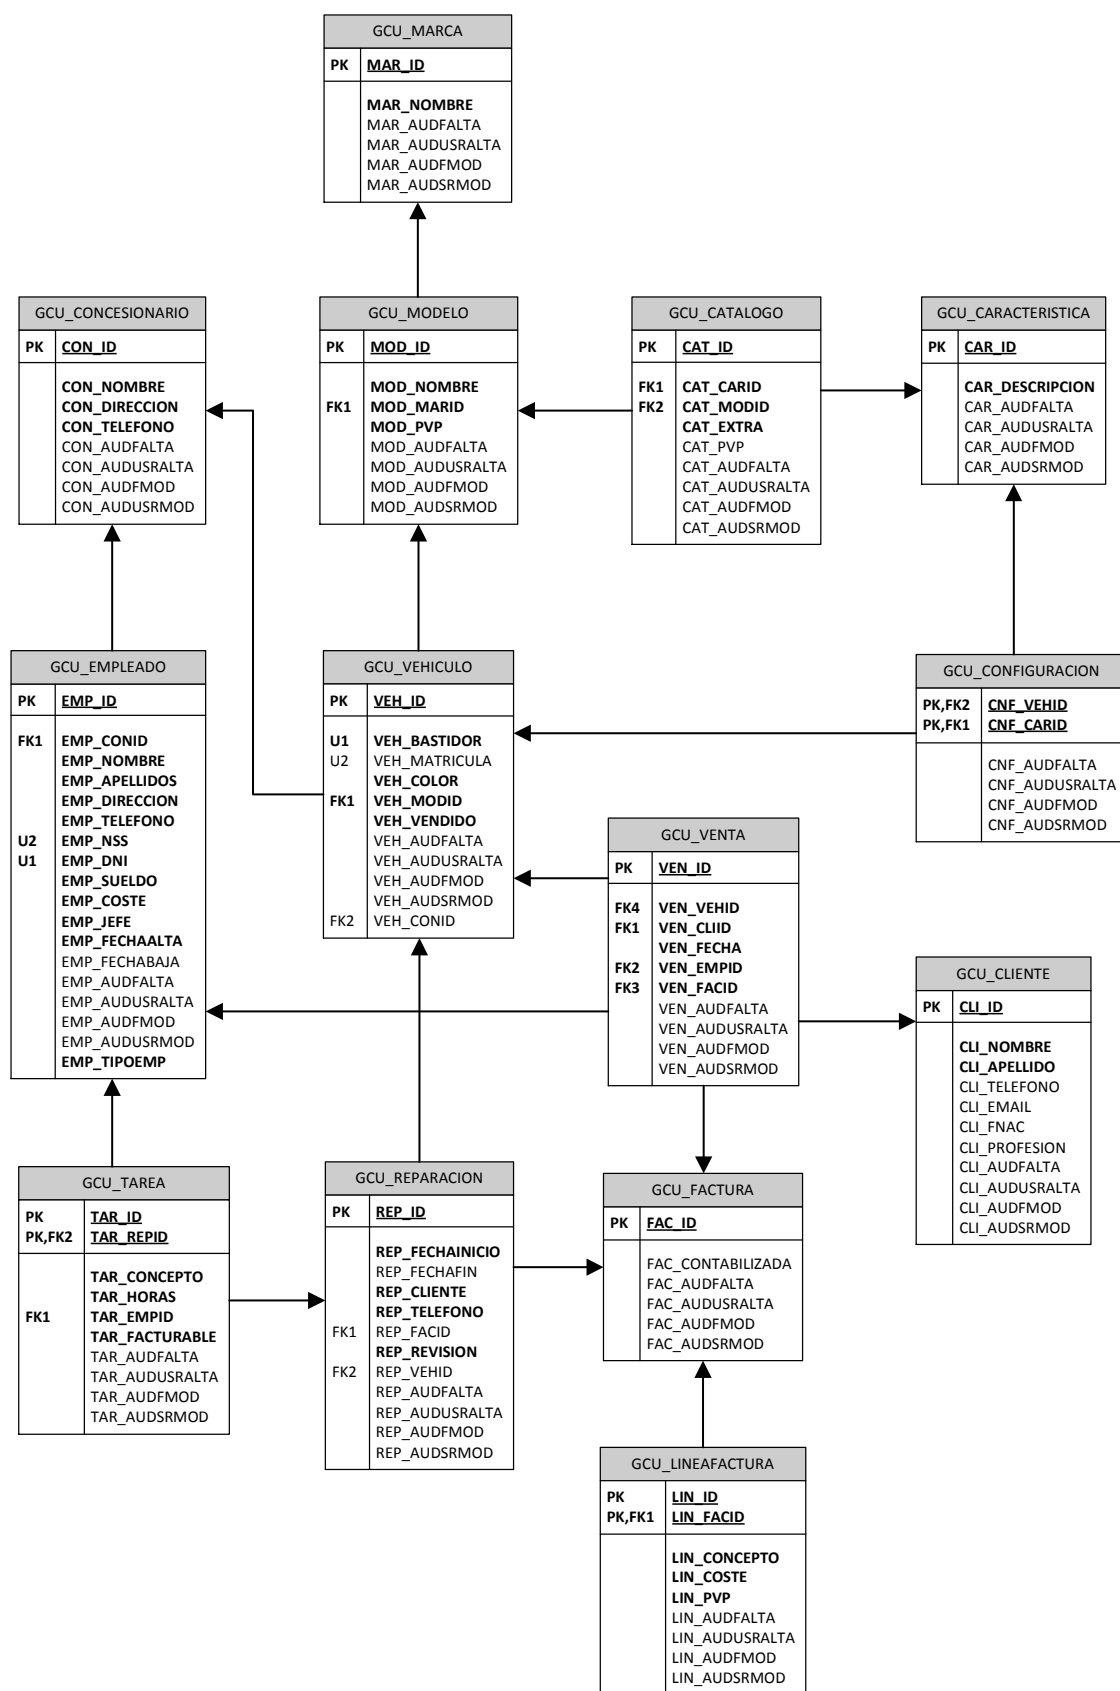 GCU_MARCA
PK MAR_ID
MAR_NOMBRE
MAR_AUDFALTA
MAR_AUDUSRALTA
MAR_AUDFMOD
MAR_AUDSRMOD
GCU_CONCESIONARIO
PK CON_ID
CON_NOMBRE
CON_DIRECCION
CON_TELEFONO
CON_AUDFALTA
CON_AUDUSRALTA
CON_AUDFMOD
CON_AUDUSRMOD
GCU_MODELO
PK MOD_ID
MOD_NOMBRE
FK1 MOD_MARID
MOD_PVP
MOD_AUDFALTA
MOD_AUDUSRALTA
MOD_AUDFMOD
MOD_AUDSRMOD
GCU_CATALOGO
PK CAT_ID
FK1 CAT_CARID
FK2 CAT_MODID
CAT_EXTRA
CAT_PVP
CAT_AUDFALTA
CAT_AUDUSRALTA
CAT_AUDFMOD
CAT_AUDSRMOD
GCU_CARACTERISTICA
PK CAR_ID
CAR_DESCRIPCION
CAR_AUDFALTA
CAR_AUDUSRALTA
CAR_AUDFMOD
CAR_AUDSRMOD
GCU_EMPLEADO
PK EMP_ID
FK1 EMP_CONID
EMP_NOMBRE
EMP_APELLIDOS
EMP_DIRECCION
EMP_TELEFONO
U2 EMP_NSS
U1 EMP_DNI
EMP_SUELDO
EMP_COSTE
EMP_JEFE
EMP_FECHAALTA
EMP_FECHABAJA
EMP_AUDFALTA
EMP_AUDUSRALTA
EMP_AUDFMOD
EMP_AUDUSRMOD
EMP_TIPOEMP
GCU_VEHICULO
PK VEH_ID
U1 VEH_BASTIDOR
U2 VEH_MATRICULA
VEH_COLOR
FK1 VEH_MODID
VEH_VENDIDO
VEH_AUDFALTA
VEH_AUDUSRALTA
VEH_AUDFMOD
VEH_AUDSRMOD
FK2 VEH_CONID
GCU_CONFIGURACION
PK,FK2 CNF_VEHID
PK,FK1 CNF_CARID
CNF_AUDFALTA
CNF_AUDUSRALTA
CNF_AUDFMOD
CNF_AUDSRMOD
GCU_VENTA
PK VEN_ID
FK4 VEN_VEHID
FK1 VEN_CLIID
VEN_FECHA
FK2 VEN_EMPID
FK3 VEN_FACID
VEN_AUDFALTA
VEN_AUDUSRALTA
VEN_AUDFMOD
VEN_AUDSRMOD
GCU_CLIENTE
PK CLI_ID
CLI_NOMBRE
CLI_APELLIDO
CLI_TELEFONO
CLI_EMAIL
CLI_FNAC
CLI_PROFESION
CLI_AUDFALTA
CLI_AUDUSRALTA
CLI_AUDFMOD
CLI_AUDSRMOD
GCU_TAREA
PK TAR_ID
PK,FK2 TAR_REPID
TAR_CONCEPTO
TAR_HORAS
FK1 TAR_EMPID
TAR_FACTURABLE
TAR_AUDFALTA
TAR_AUDUSRALTA
TAR_AUDFMOD
TAR_AUDSRMOD
GCU_REPARACION
PK REP_ID
REP_FECHAINICIO
REP_FECHAFIN
REP_CLIENTE
REP_TELEFONO
FK1 REP_FACID
REP_REVISION
FK2 REP_VEHID
REP_AUDFALTA
REP_AUDUSRALTA
REP_AUDFMOD
REP_AUDSRMOD
GCU_FACTURA
PK FAC_ID
FAC_CONTABILIZADA
FAC_AUDFALTA
FAC_AUDUSRALTA
FAC_AUDFMOD
FAC_AUDSRMOD
GCU_LINEAFACTURA
PK LIN_ID
PK,FK1 LIN_FACID
LIN_CONCEPTO
LIN_COSTE
LIN_PVP
LIN_AUDFALTA
LIN_AUDUSRALTA
LIN_AUDFMOD
LIN_AUDSRMOD